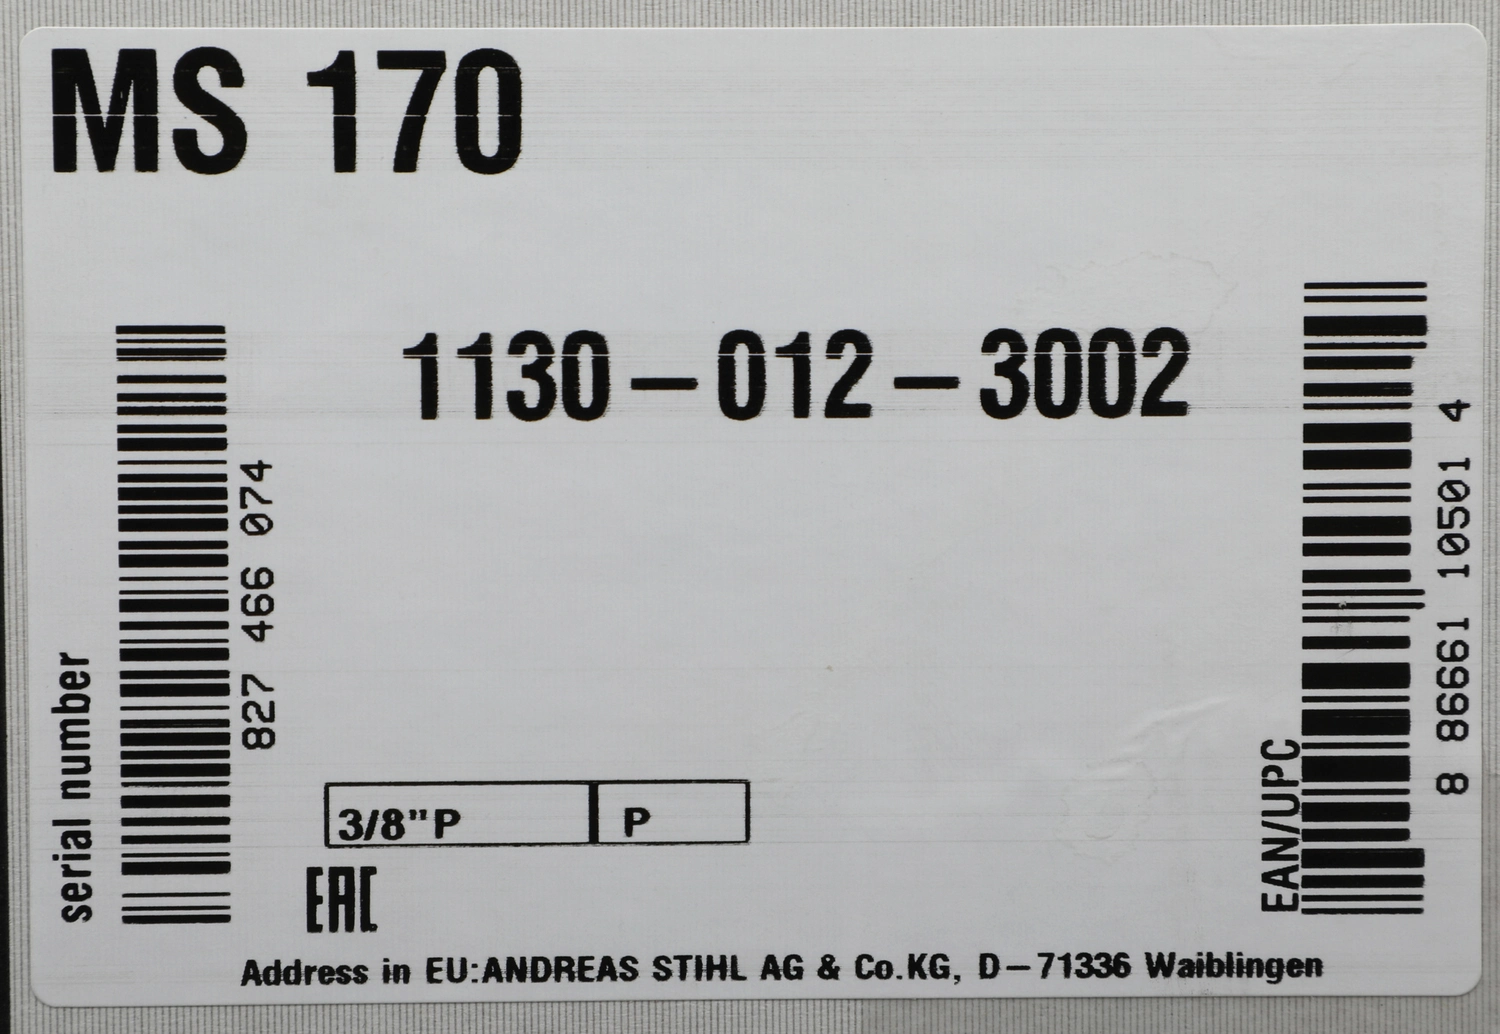 MS 170
1130-012-3002
serial number
827 466 074
EAN/UPC
8 86661 10501 4
3/8"P P
EAC
Address in EU:ANDREAS STIHL AG & Co.KG, D-71336 Waiblingen